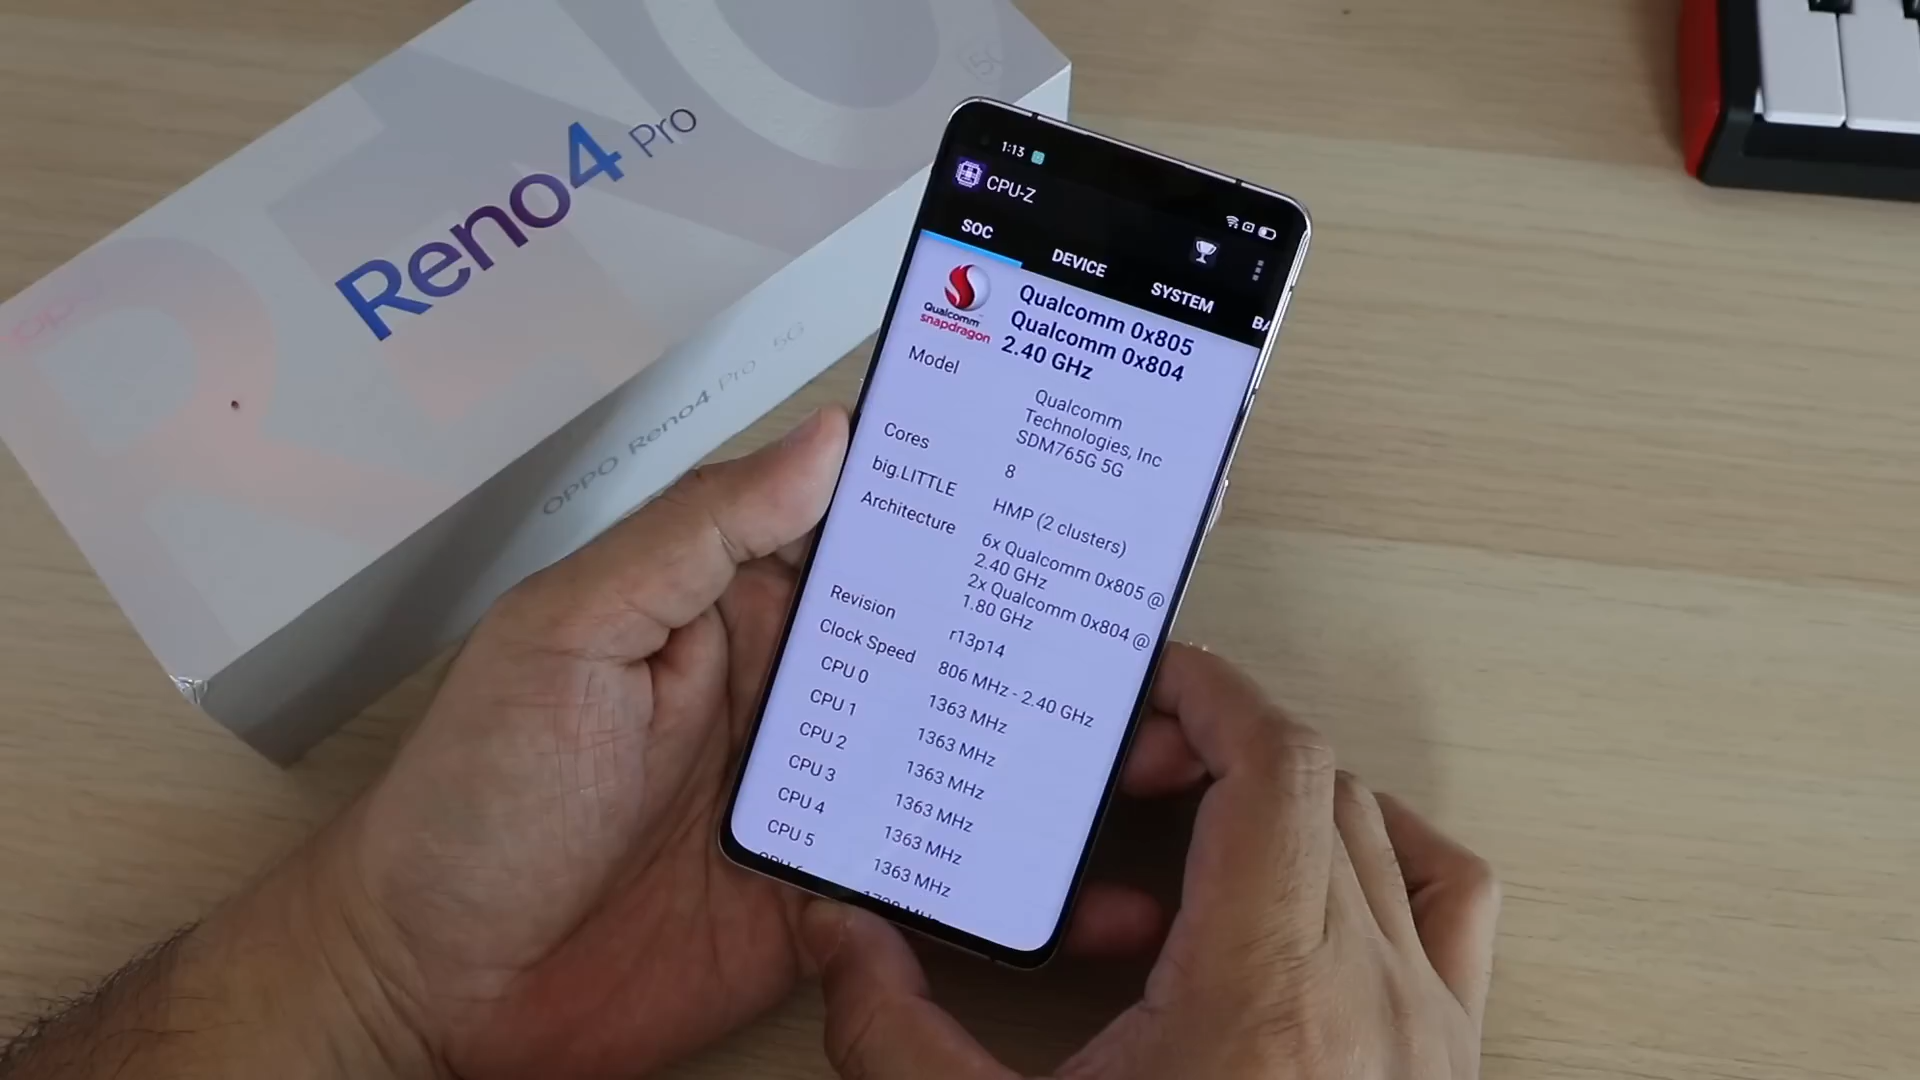 Reno4 Pro
OPPO Reno4 Pro 5G
1:13
CPU-Z
SOC
DEVICE
SYSTEM
BA
Qualcomm
snapdragon
Qualcomm 0x805
Qualcomm 0x804
2.40 GHz
Model
Qualcomm
Technologies, Inc
SDM765G 5G
Cores
8
big.LITTLE
HMP (2 clusters)
Architecture
6x Qualcomm 0x805 @
2.40 GHz
2x Qualcomm 0x804 @
1.80 GHz
Revision
r13p14
Clock Speed
806 MHz - 2.40 GHz
CPU 0
1363 MHz
CPU 1
1363 MHz
CPU 2
1363 MHz
CPU 3
1363 MHz
CPU 4
1363 MHz
CPU 5
1363 MHz